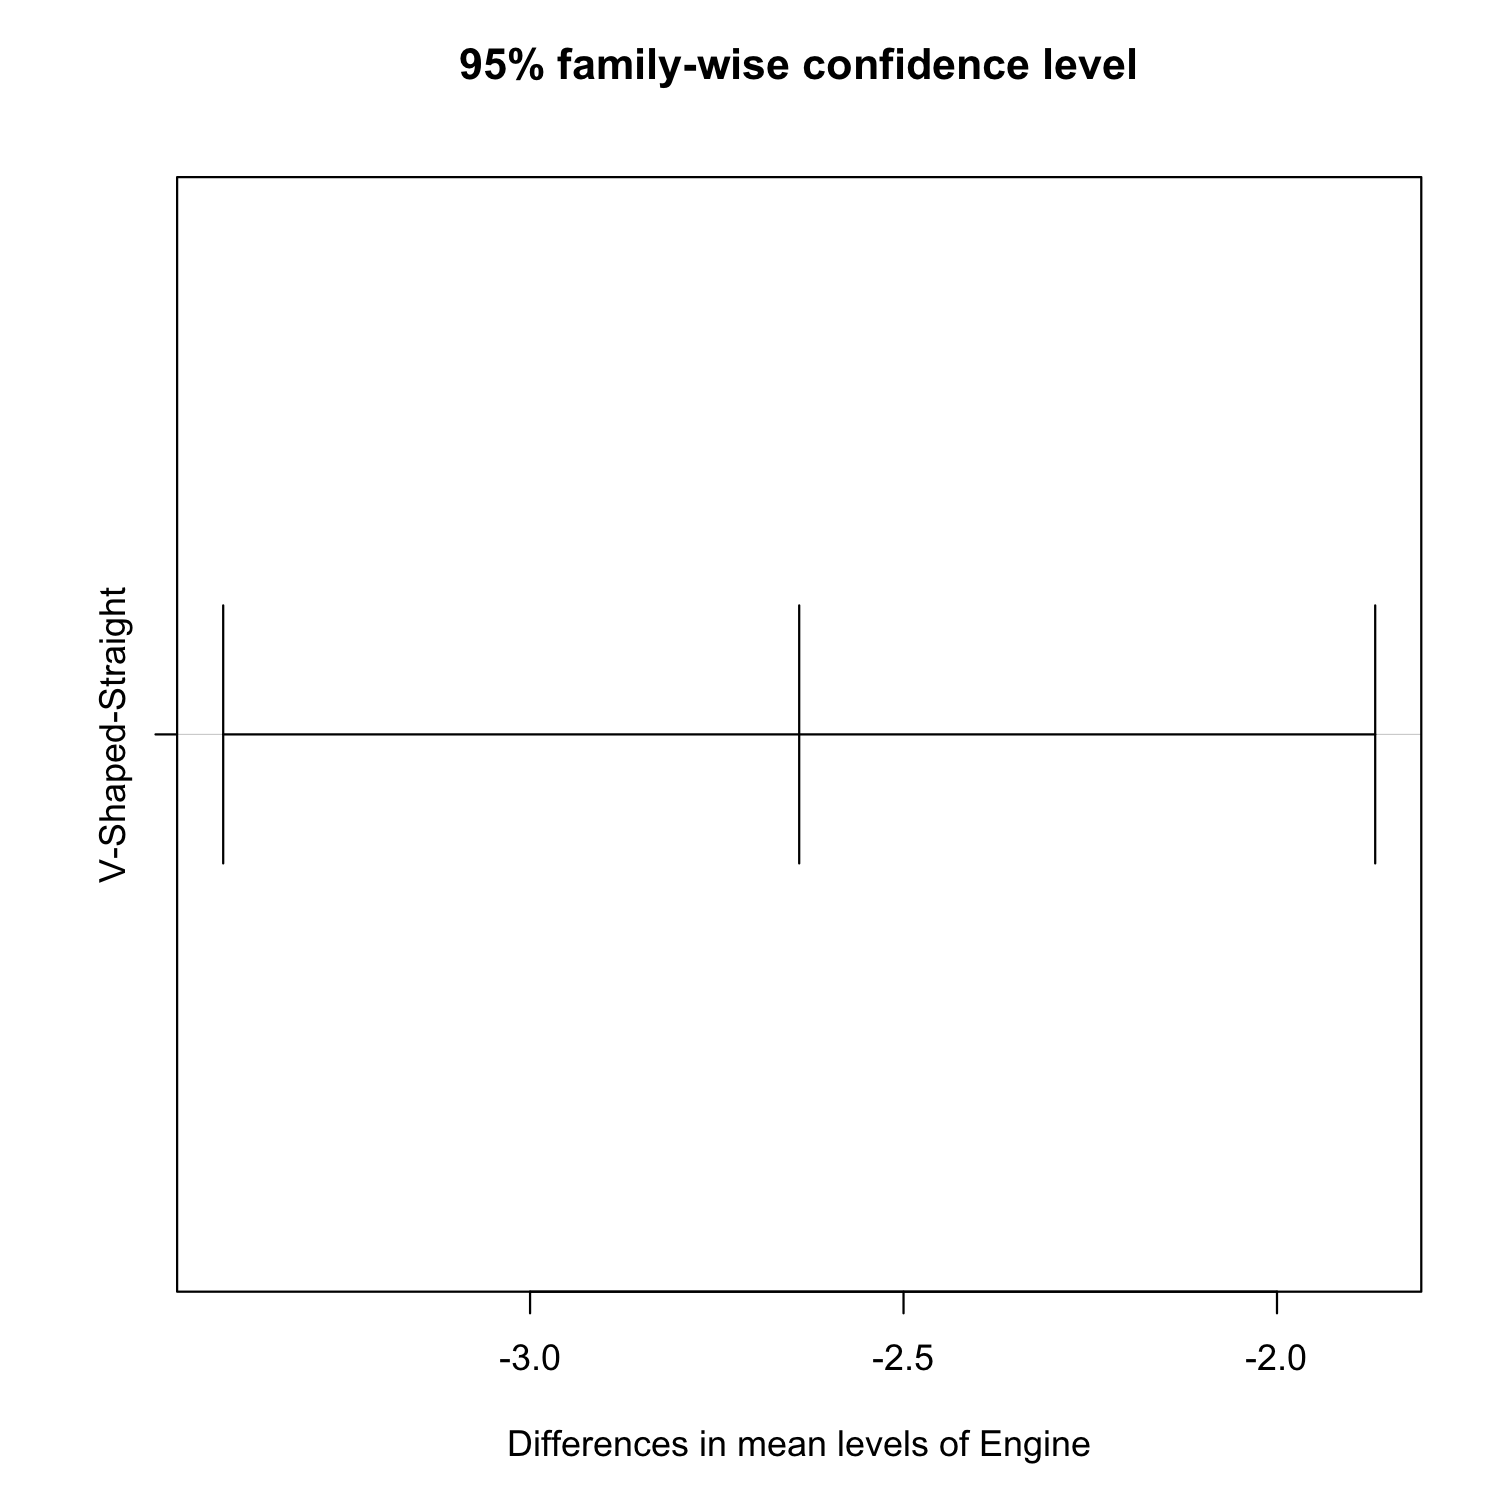 95% family-wise confidence level
V-Shaped-Straight
-3.0 -2.5 -2.0
Differences in mean levels of Engine